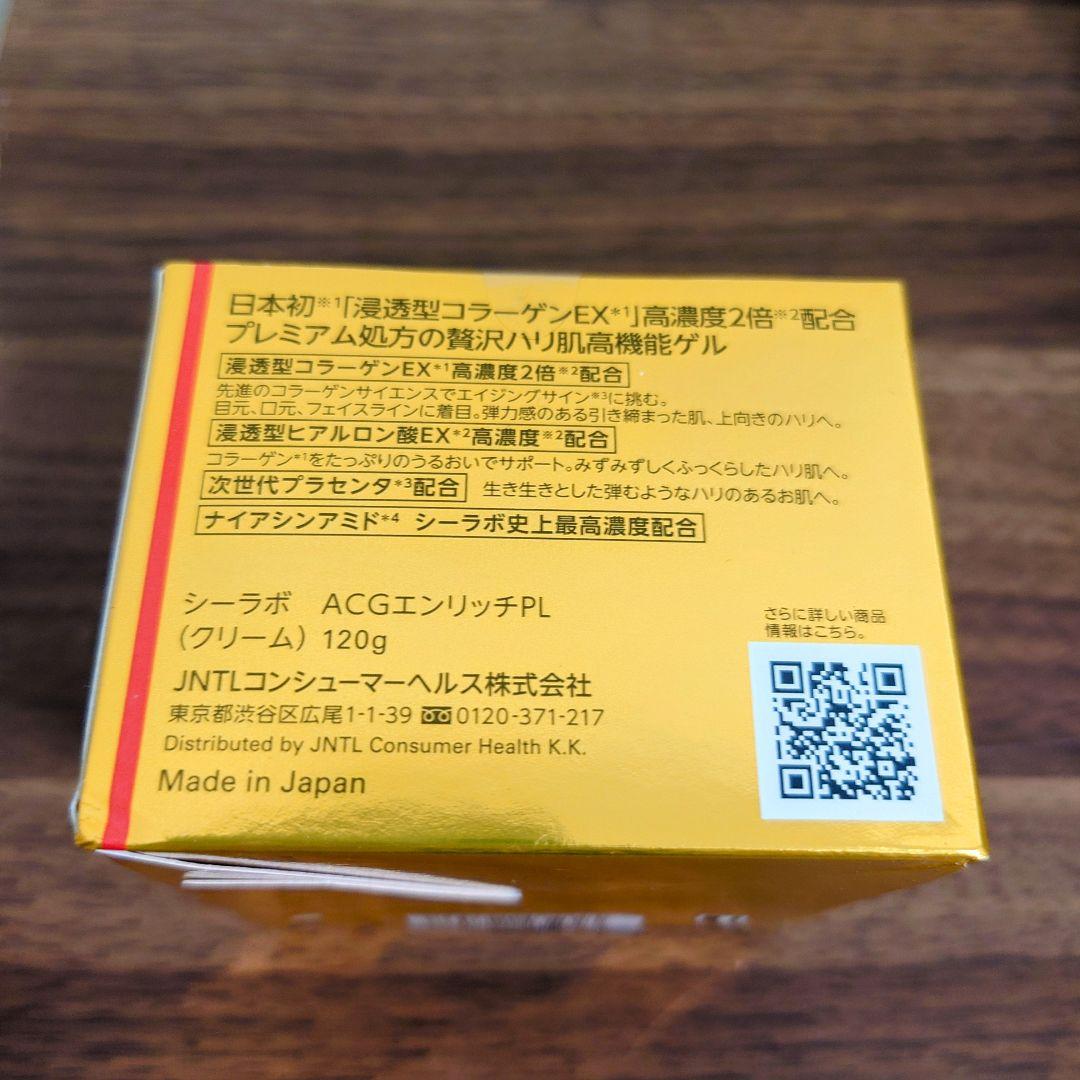 日本初※1「浸透型コラーゲンEX*1」高濃度2倍※2配合
プレミアム処方の贅沢ハリ肌高機能ゲル
浸透型コラーゲンEX*1高濃度2倍※2配合
先進のコラーゲンサイエンスでエイジングサイン※3に挑む。
目元、口元、フェイスラインに着目。弾力感のある引き締まった肌、上向きのハリへ。
浸透型ヒアルロン酸EX*2高濃度※2配合
コラーゲン*1をたっぷりのうるおいでサポート。みずみずしくふっくらしたハリ肌へ。
次世代プラセンタ*3配合 生き生きとした弾むようなハリのあるお肌へ。
ナイアシンアミド*4 シーラボ史上最高濃度配合
シーラボ ACGエンリッチPL
(クリーム) 120g
JNTLコンシューマーヘルス株式会社
東京都渋谷区広尾1-1-39 0120-371-217
Distributed by JNTL Consumer Health K.K.
Made in Japan
さらに詳しい商品
情報はこちら。